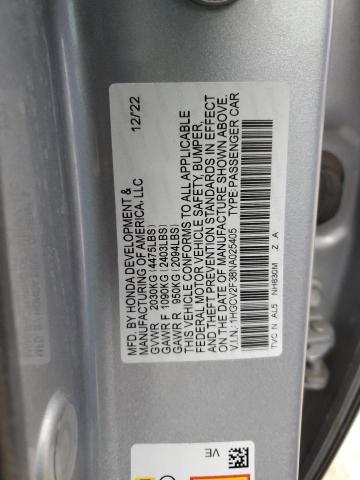 MFD. BY HONDA DEVELOPMENT & 12/22
MANUFACTURING OF AMERICA, LLC
GVWR 2030KG (4475LBS)
GAWR F 1090KG (2403LBS)
GAWR R 950KG (2094LBS)
THIS VEHICLE CONFORMS TO ALL APPLICABLE
FEDERAL MOTOR VEHICLE SAFETY, BUMPER,
AND THEFT PREVENTION STANDARDS IN EFFECT
ON THE DATE OF MANUFACTURE SHOWN ABOVE.
V.I.N.: 1HGCV2F38NA025405 TYPE: PASSENGER CAR
TVC N AL5 NH830M Z A
VE